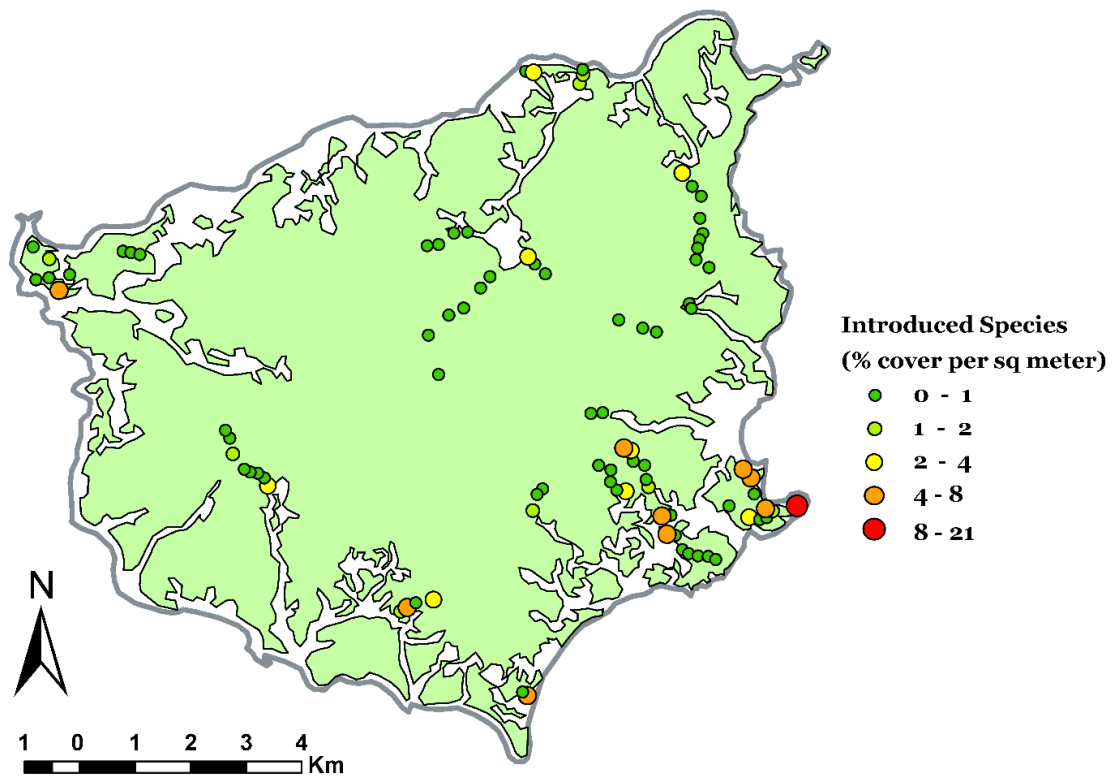 Introduced Species
(% cover per sq meter)
0 - 1
1 - 2
2 - 4
4 - 8
8 - 21
N
1 0 1 2 3 4
Km